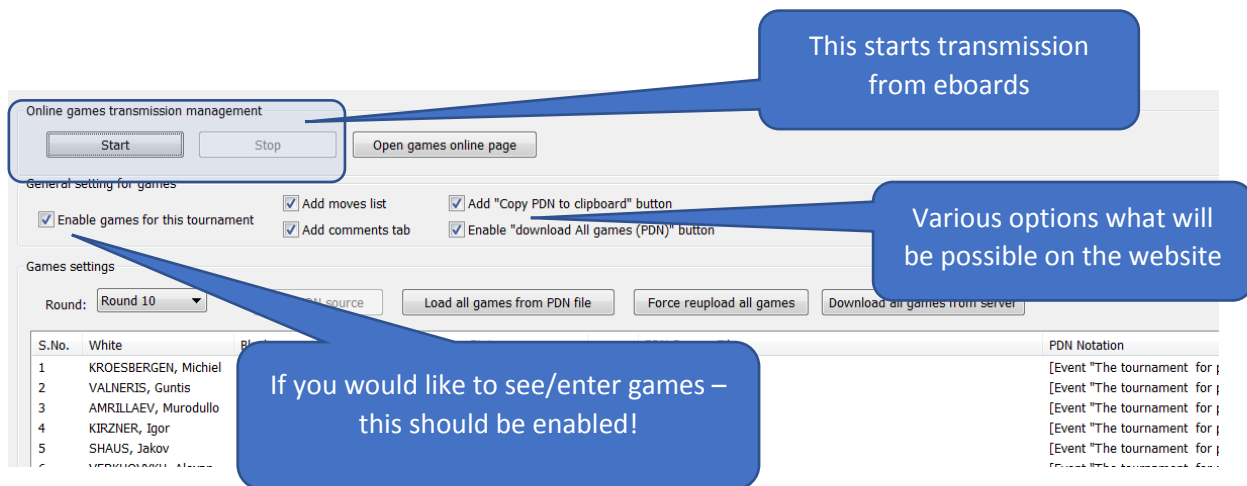 This starts transmission
from eboards
Online games transmission management
Start Stop Open games online page
General setting for games
Enable games for this tournament
Add moves list Add "Copy PDN to clipboard" button
Add comments tab Enable "download All games (PDN)" button
Various options what will
be possible on the website
Games settings
Round: Round 10 source Load all games from PDN file Force reupload all games Download all games from server
S.No. White PDN Notation
1 KROESBERGEN, Michiel [Event "The tournament for
2 VALNERIS, Guntis [Event "The tournament for
3 AMRILLAEV, Murodullo [Event "The tournament for
4 KIRZNER, Igor [Event "The tournament for
5 SHAUS, Jakov [Event "The tournament for
If you would like to see/enter games –
this should be enabled!